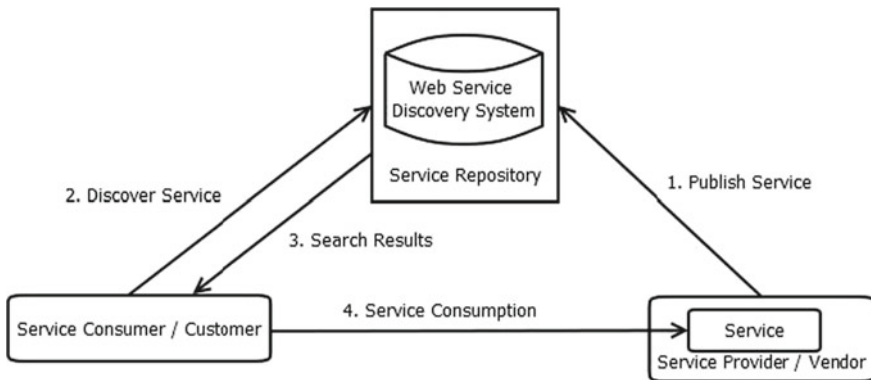 Web Service
Discovery System
Service Repository
1. Publish Service
2. Discover Service
3. Search Results
4. Service Consumption
Service Consumer / Customer
Service
Service Provider / Vendor